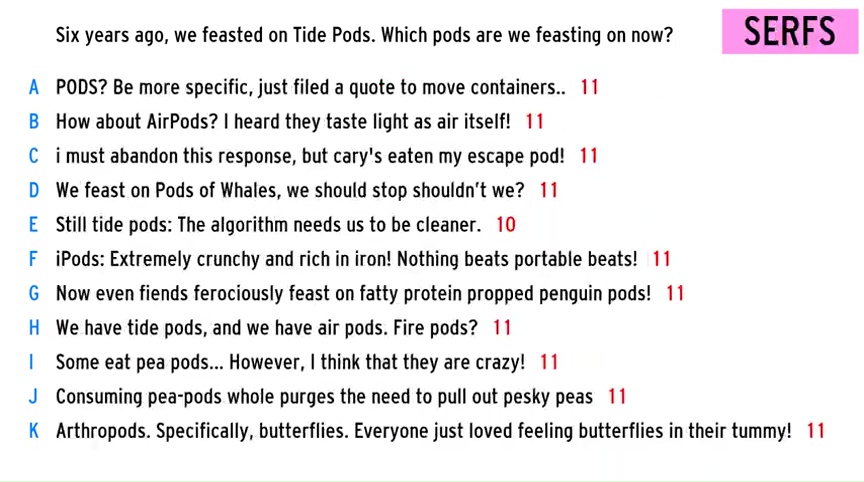 Six years ago, we feasted on Tide Pods. Which pods are we feasting on now?
SERFS
A PODS? Be more specific, just filed a quote to move containers.. 11
B How about AirPods? I heard they taste light as air itself! 11
C i must abandon this response, but cary's eaten my escape pod! 11
D We feast on Pods of Whales, we should stop shouldn't we? 11
E Still tide pods: The algorithm needs us to be cleaner. 10
F iPods: Extremely crunchy and rich in iron! Nothing beats portable beats! 11
G Now even fiends ferociously feast on fatty protein propped penguin pods! 11
H We have tide pods, and we have air pods. Fire pods? 11
I Some eat pea pods... However, I think that they are crazy! 11
J Consuming pea-pods whole purges the need to pull out pesky peas 11
K Arthropods. Specifically, butterflies. Everyone just loved feeling butterflies in their tummy! 11